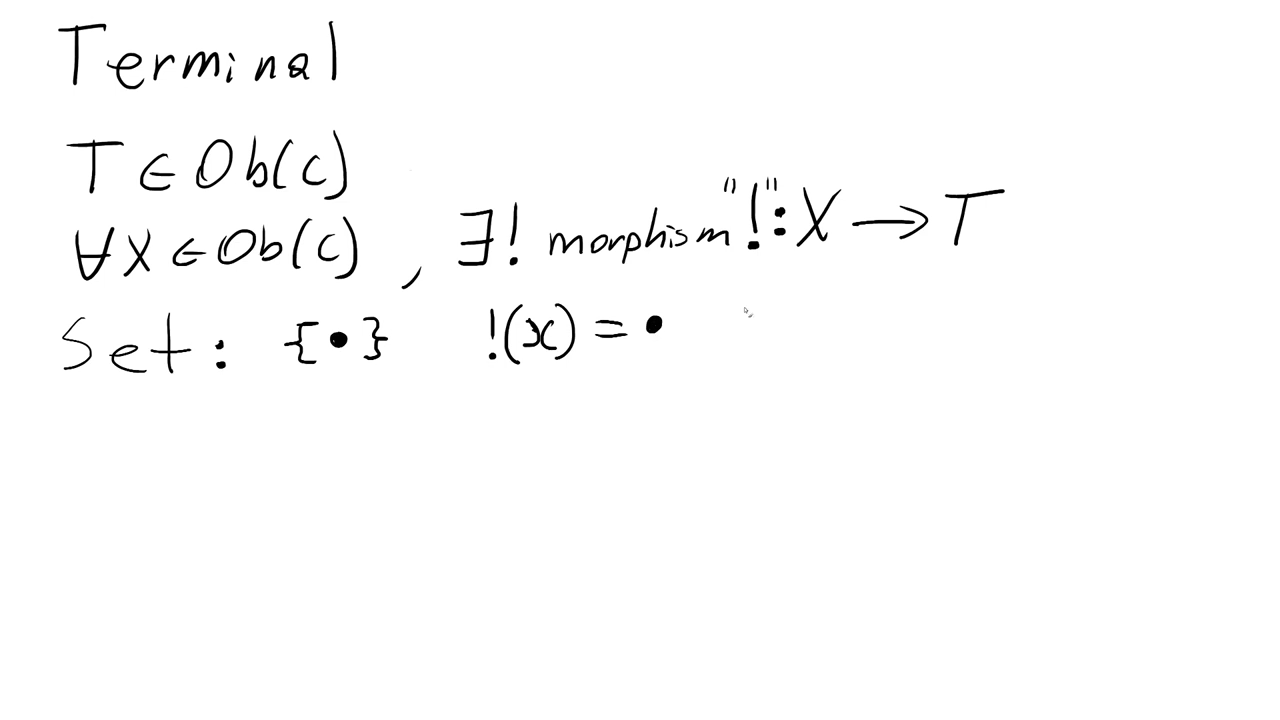 Terminal
T ∈ Ob(C)
∀X ∈ Ob(C) , ∃! morphism "!": X → T
Set: {•} !(x) = •